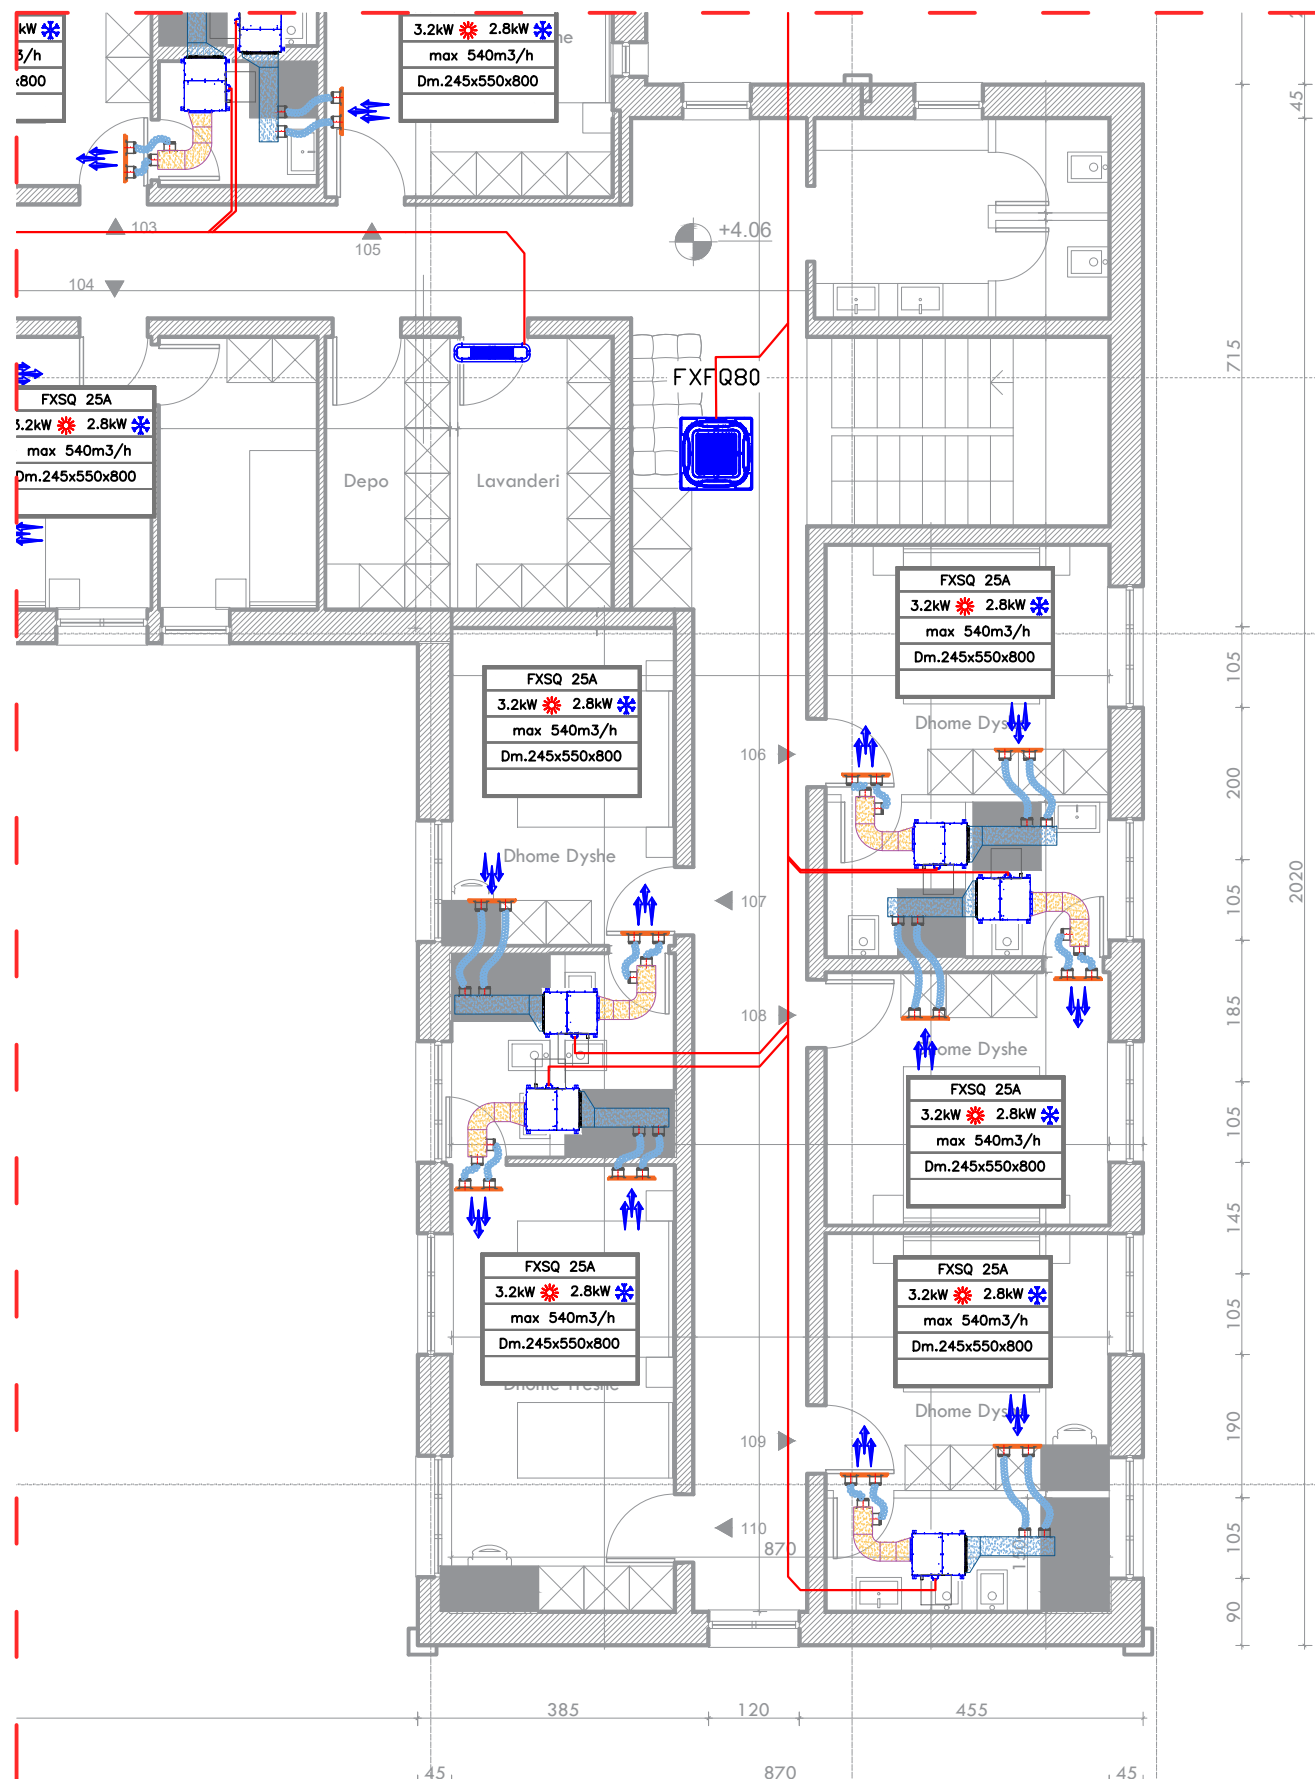 kW
3/h
x800
3.2kW 2.8kW
max 540m3/h
Dm.245x550x800
45
103
105
+4.06
104
715
FXFQ80
FXSQ 25A
3.2kW 2.8kW
max 540m3/h
Dm.245x550x800
Depo
Lavanderi
FXSQ 25A
3.2kW 2.8kW
max 540m3/h
Dm.245x550x800
105
FXSQ 25A
3.2kW 2.8kW
max 540m3/h
Dm.245x550x800
Dhome Dys
106
200
Dhome Dyshe
107
105
2020
108
185
ome Dyshe
FXSQ 25A
3.2kW 2.8kW
max 540m3/h
Dm.245x550x800
105
145
FXSQ 25A
3.2kW 2.8kW
max 540m3/h
Dm.245x550x800
FXSQ 25A
3.2kW 2.8kW
max 540m3/h
Dm.245x550x800
105
Dhome Treshe
Dhome Dys
109
190
110
870
150
105
90
385
120
455
45
870
45